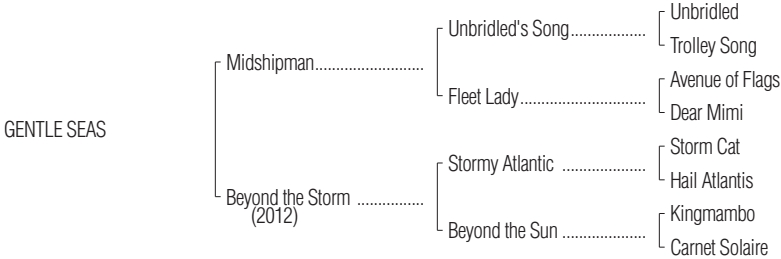 Unbridled
Unbridled's Song..................
Trolley Song
Midshipman..........................
Avenue of Flags
Fleet Lady..............................
Dear Mimi
GENTLE SEAS
Storm Cat
Stormy Atlantic ....................
Hail Atlantis
Beyond the Storm ................
(2012)
Kingmambo
Beyond the Sun ....................
Carnet Solaire